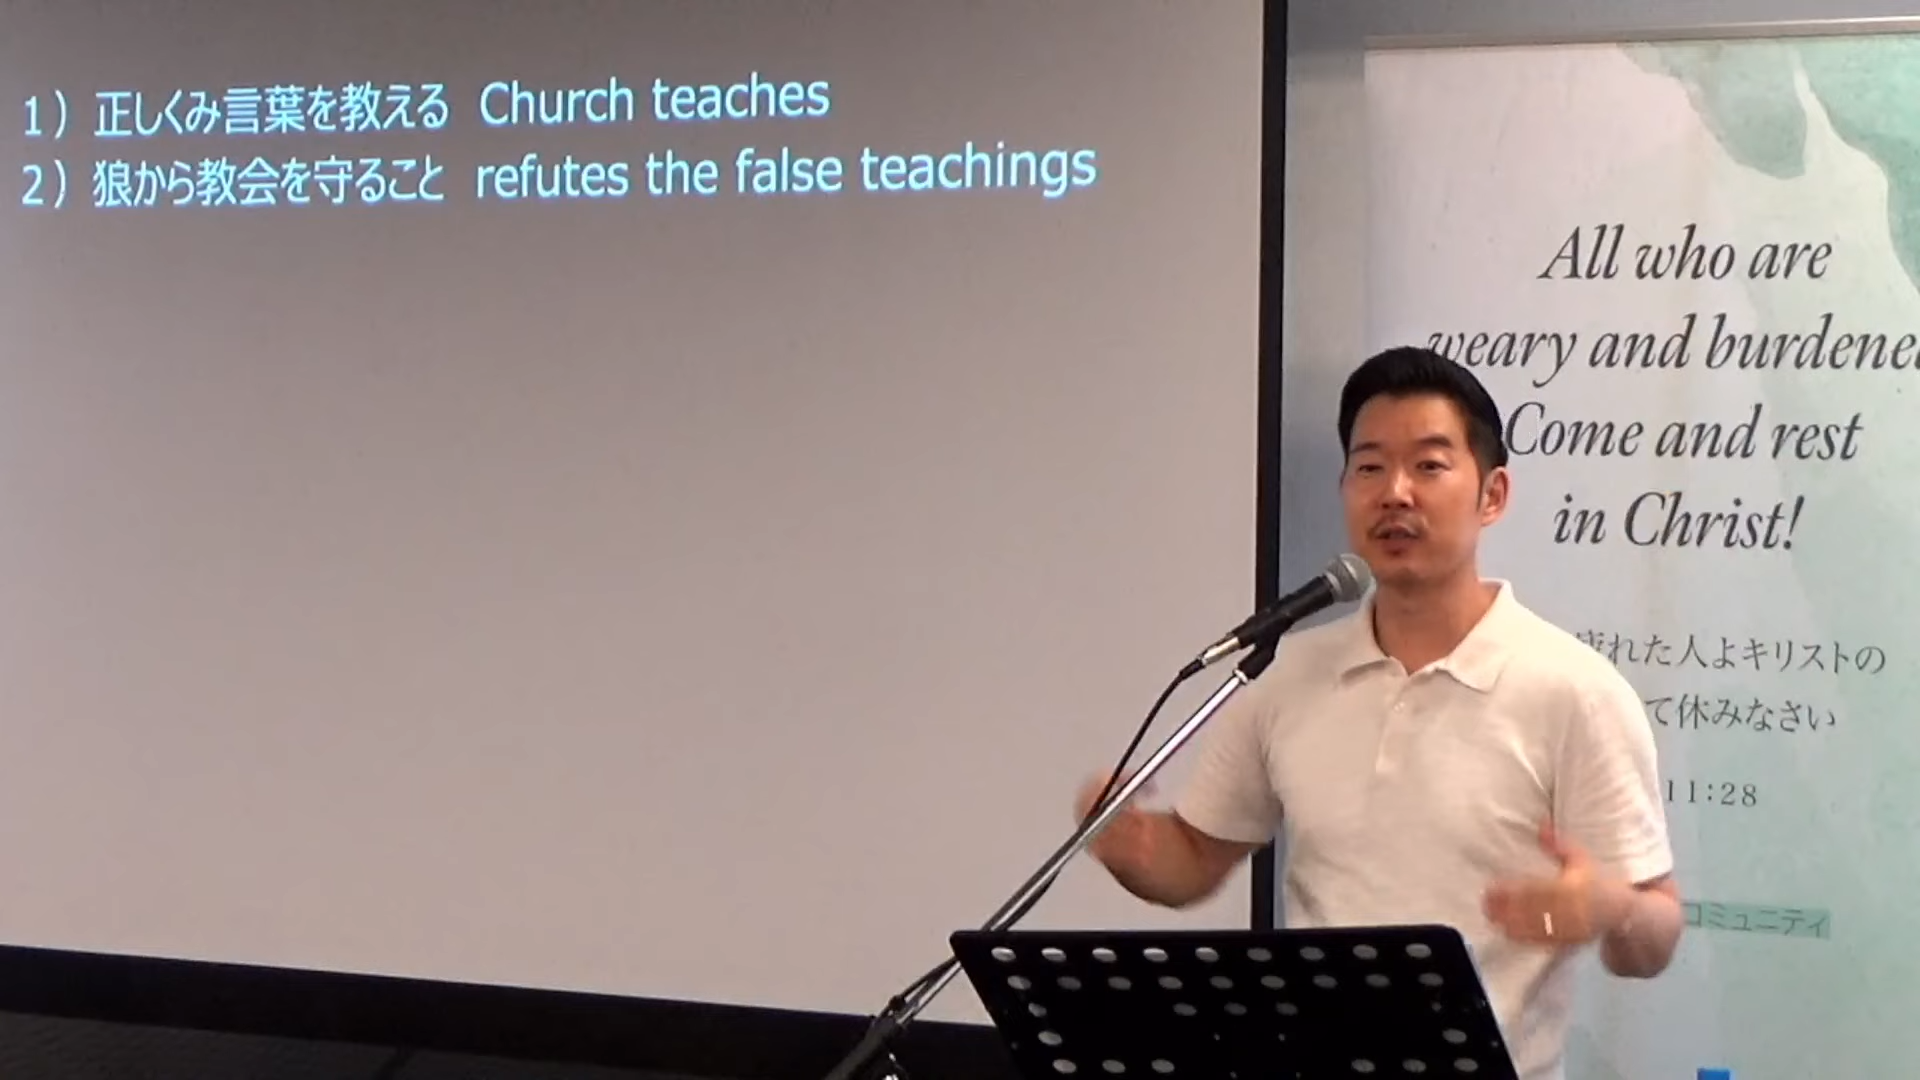 1）正しくみ言葉を教える Church teaches
2）狼から教会を守ること refutes the false teachings
All who are
weary and burdene
Come and rest
in Christ!
れた人よキリストの
て休みなさい
11:28
コミュニティ